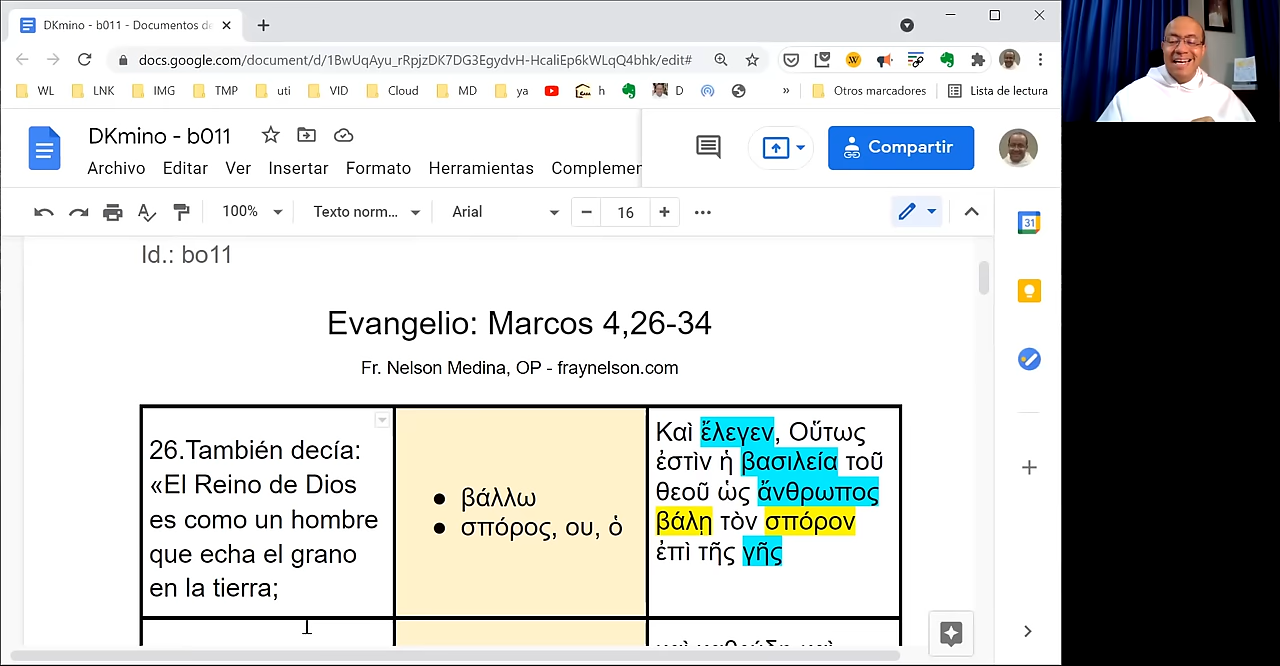 DKmino - b011 - Documentos de
docs.google.com/document/d/1BwUqAyu_rRpjzDK7DG3EgydvH-HcaliEp6kWLqQ4bhk/edit#
WL LNK IMG TMP uti VID Cloud MD ya h D » Otros marcadores Lista de lectura
DKmino - b011
Archivo Editar Ver Insertar Formato Herramientas Complemen
Compartir
100% Texto norm... Arial 16
31
Id.: bo11
Evangelio: Marcos 4,26-34
Fr. Nelson Medina, OP - fraynelson.com
26.También decía:
«El Reino de Dios
es como un hombre
que echa el grano
en la tierra;
● βάλλω
● σπόρος, ου, ὁ
Καὶ ἔλεγεν, Οὕτως
ἐστὶν ἡ βασιλεία τοῦ
θεοῦ ὡς ἄνθρωπος
βάλῃ τὸν σπόρον
ἐπὶ τῆς γῆς